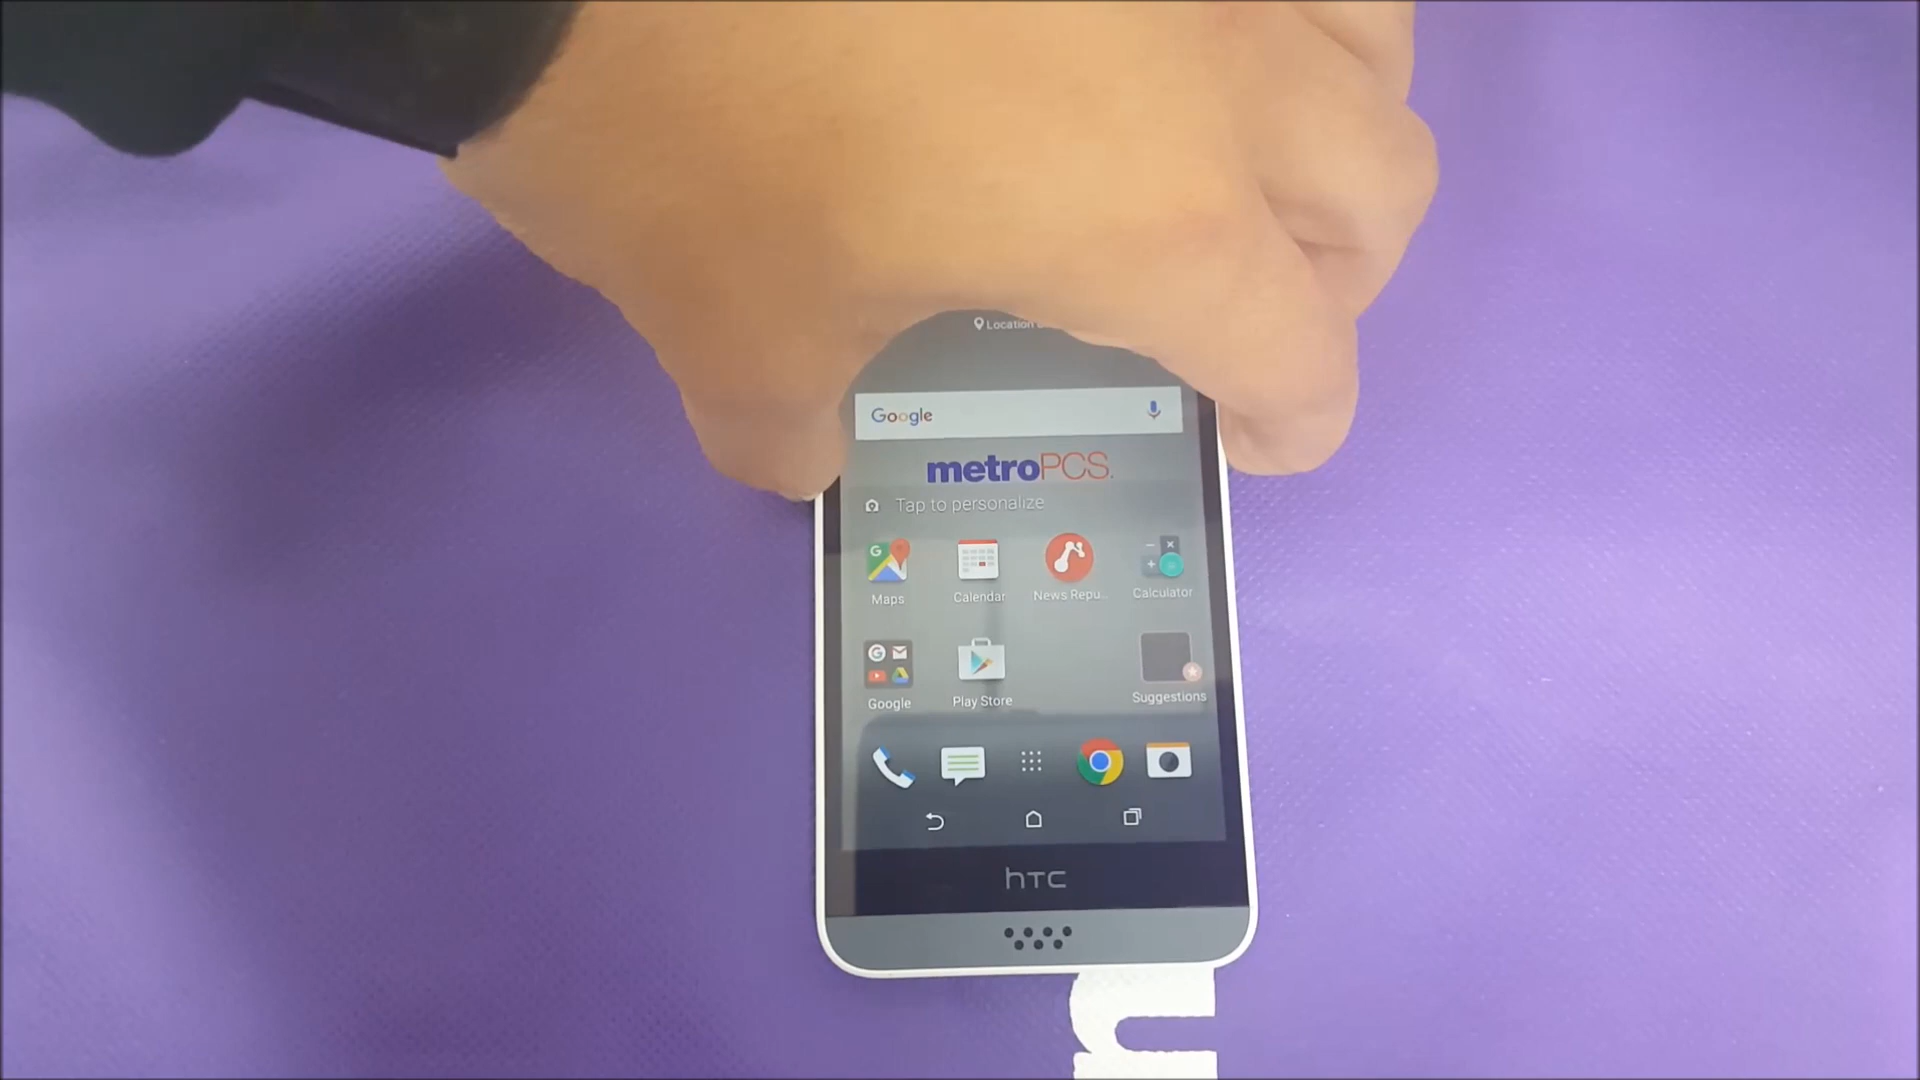 Location
Google
metroPCS.
Tap to personalize
Maps Calendar News Repu... Calculator
Google Play Store Suggestions
hTC